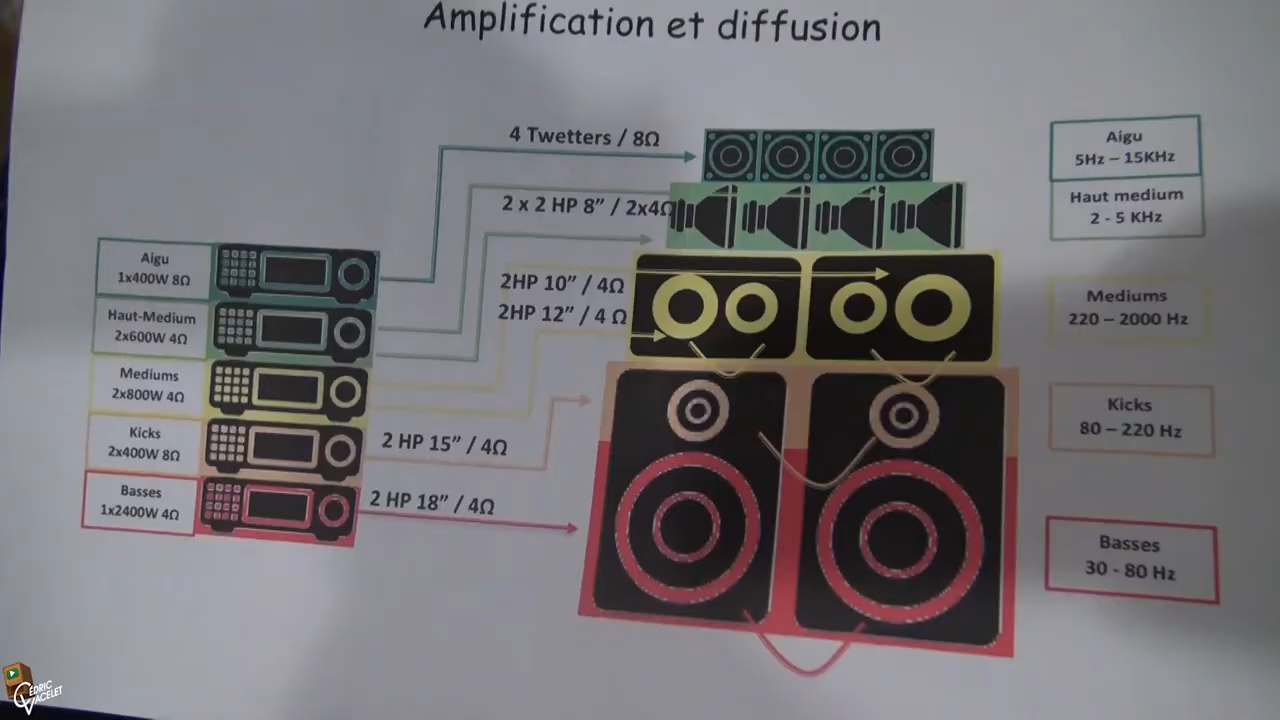 Amplification et diffusion
4 Twetters / 8Ω
2 x 2 HP 8” / 2x4Ω
2HP 10” / 4Ω
2HP 12” / 4 Ω
2 HP 15” / 4Ω
2 HP 18” / 4Ω
Aigu
1x400W 8Ω
Haut-Medium
2x600W 4Ω
Mediums
2x800W 4Ω
Kicks
2x400W 8Ω
Basses
1x2400W 4Ω
Aigu
5Hz – 15KHz
Haut medium
2 - 5 KHz
Mediums
220 – 2000 Hz
Kicks
80 – 220 Hz
Basses
30 - 80 Hz
CÉDRIC
VACELET